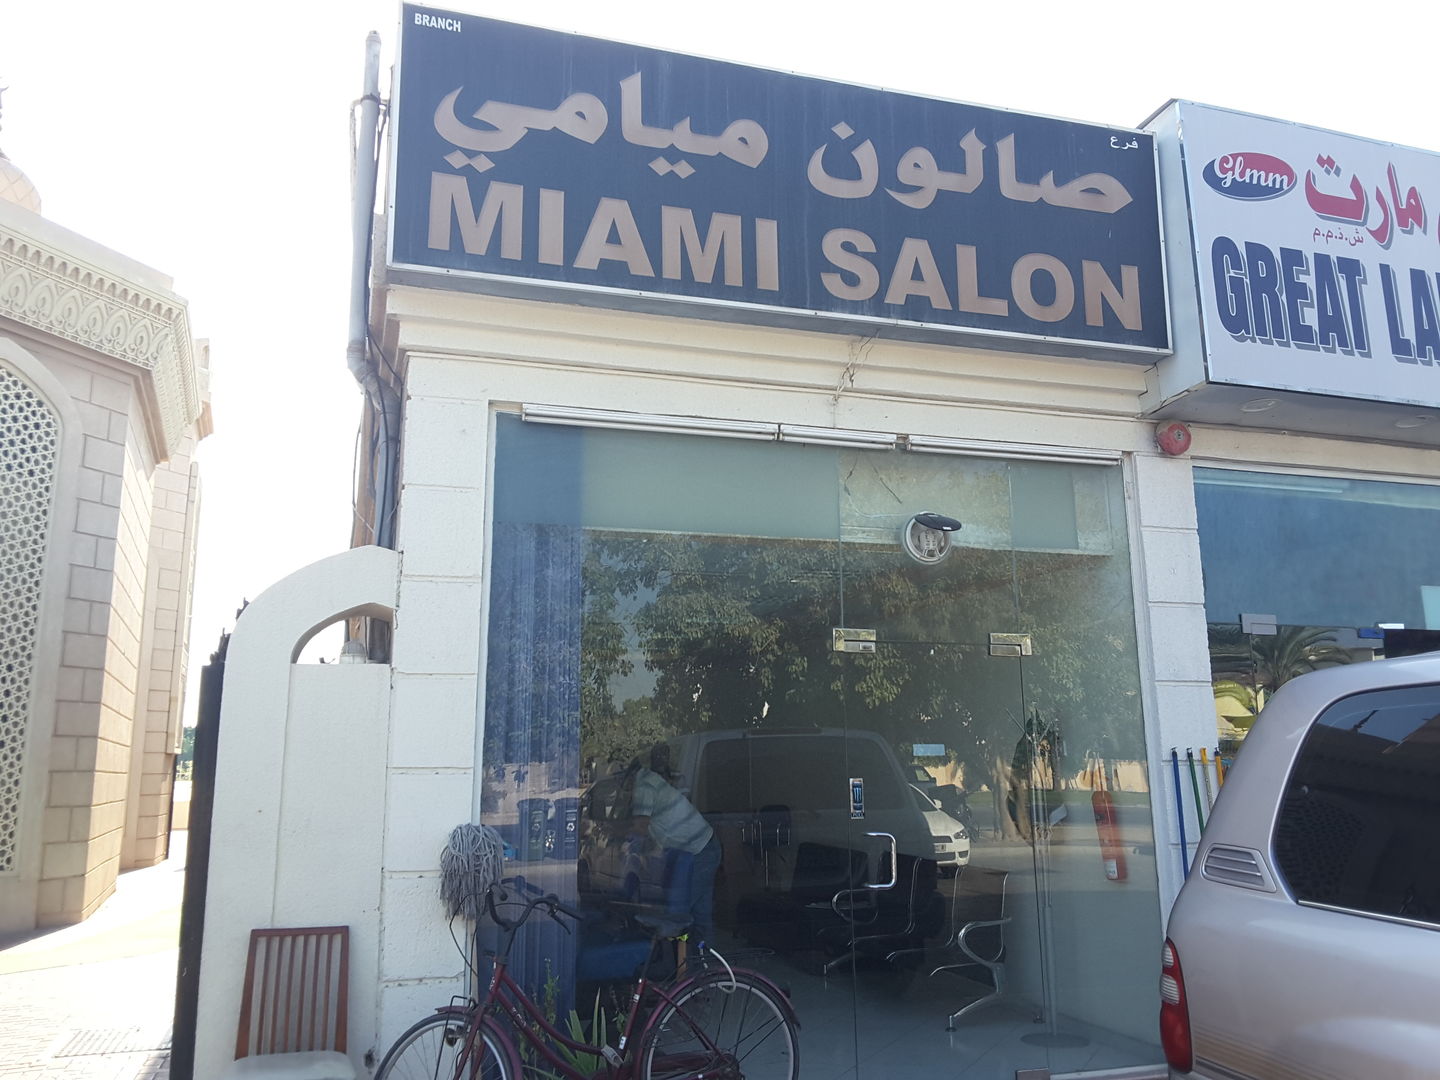 BRANCH
فرع
صالون ميامي
MIAMI SALON
Glmm
مارت
ش.ذ.م.م
GREAT LA